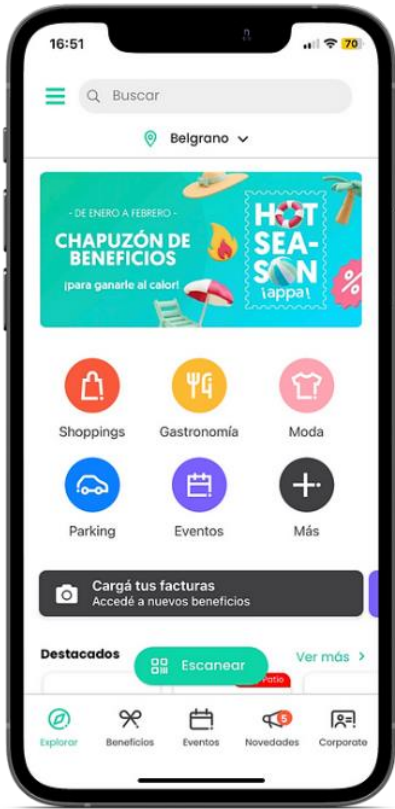 16:51
70
Buscar
Belgrano
- DE ENERO A FEBRERO -
CHAPUZÓN DE
BENEFICIOS
¡para ganarle al calor!
HOT
SEA-
SON
¡appa!
%
Shoppings
Gastronomía
Moda
Parking
Eventos
Más
Cargá tus facturas
Accedé a nuevos beneficios
Destacados
Escanear
Ver más >
Patio
Explorar
Beneficios
Eventos
Novedades
5
Corporate